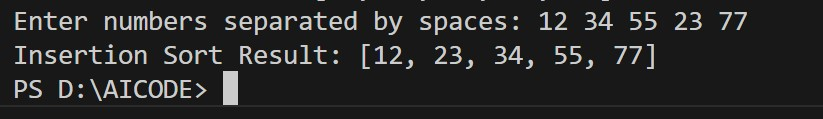 Enter numbers separated by spaces: 12 34 55 23 77
Insertion Sort Result: [12, 23, 34, 55, 77]
PS D:\AICODE>